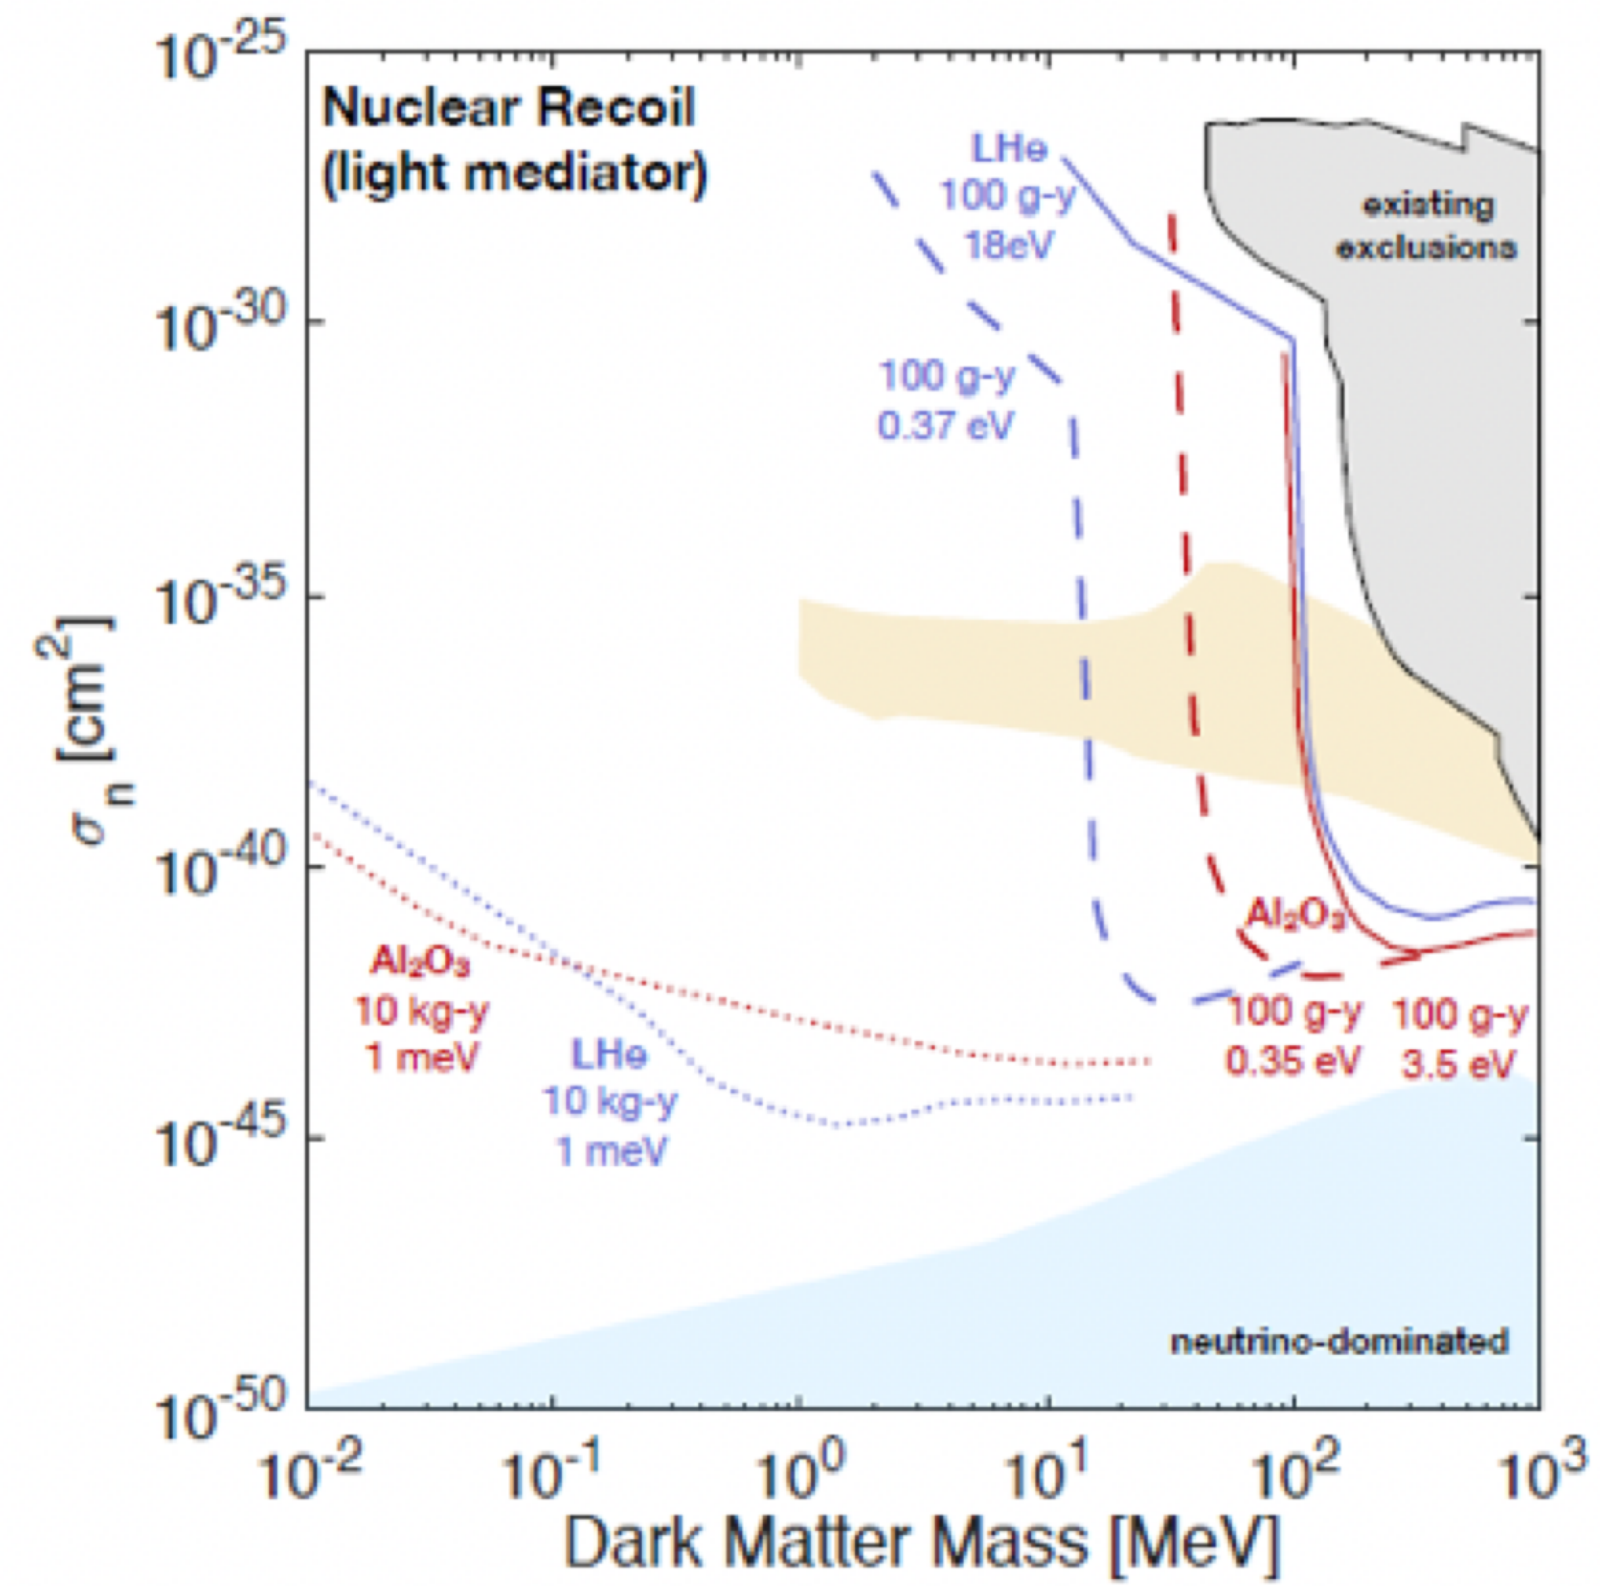 Nuclear Recoil
(light mediator)
LHe
100 g-y
18eV
existing
exclusions
100 g-y
0.37 eV
Al₂O₃
10 kg-y
1 meV
LHe
10 kg-y
1 meV
Al₂O₃
100 g-y
0.35 eV
100 g-y
3.5 eV
neutrino-dominated
10⁻²⁵
10⁻³⁰
10⁻³⁵
10⁻⁴⁰
10⁻⁴⁵
10⁻⁵⁰
σₙ [cm²]
10⁻² 10⁻¹ 10⁰ 10¹ 10² 10³
Dark Matter Mass [MeV]